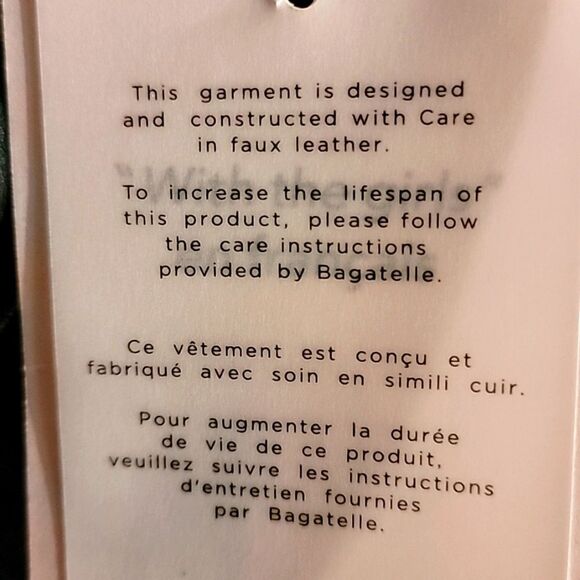 This garment is designed
and constructed with Care
in faux leather.
To increase the lifespan of
this product, please follow
the care instructions
provided by Bagatelle.
Ce vêtement est conçu et
fabriqué avec soin en simili cuir.
Pour augmenter la durée
de vie de ce produit,
veuillez suivre les instructions
d'entretien fournies
par Bagatelle.